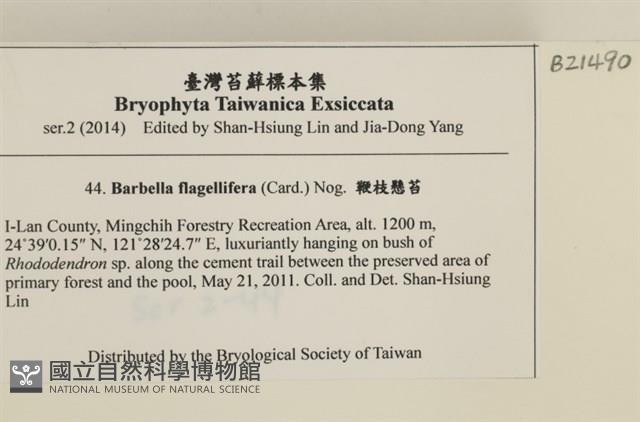 B21490
臺灣苔蘚標本集
Bryophyta Taiwanica Exsiccata
ser.2 (2014) Edited by Shan-Hsiung Lin and Jia-Dong Yang
44. Barbella flagellifera (Card.) Nog. 鞭枝懸苔
I-Lan County, Mingchih Forestry Recreation Area, alt. 1200 m,
24˚39′0.15″ N, 121˚28′24.7″ E, luxuriantly hanging on bush of
Rhododendron sp. along the cement trail between the preserved area of
primary forest and the pool, May 21, 2011. Coll. and Det. Shan-Hsiung
Lin
Ser 2-44
Distributed by the Bryological Society of Taiwan
國立自然科學博物館
NATIONAL MUSEUM OF NATURAL SCIENCE